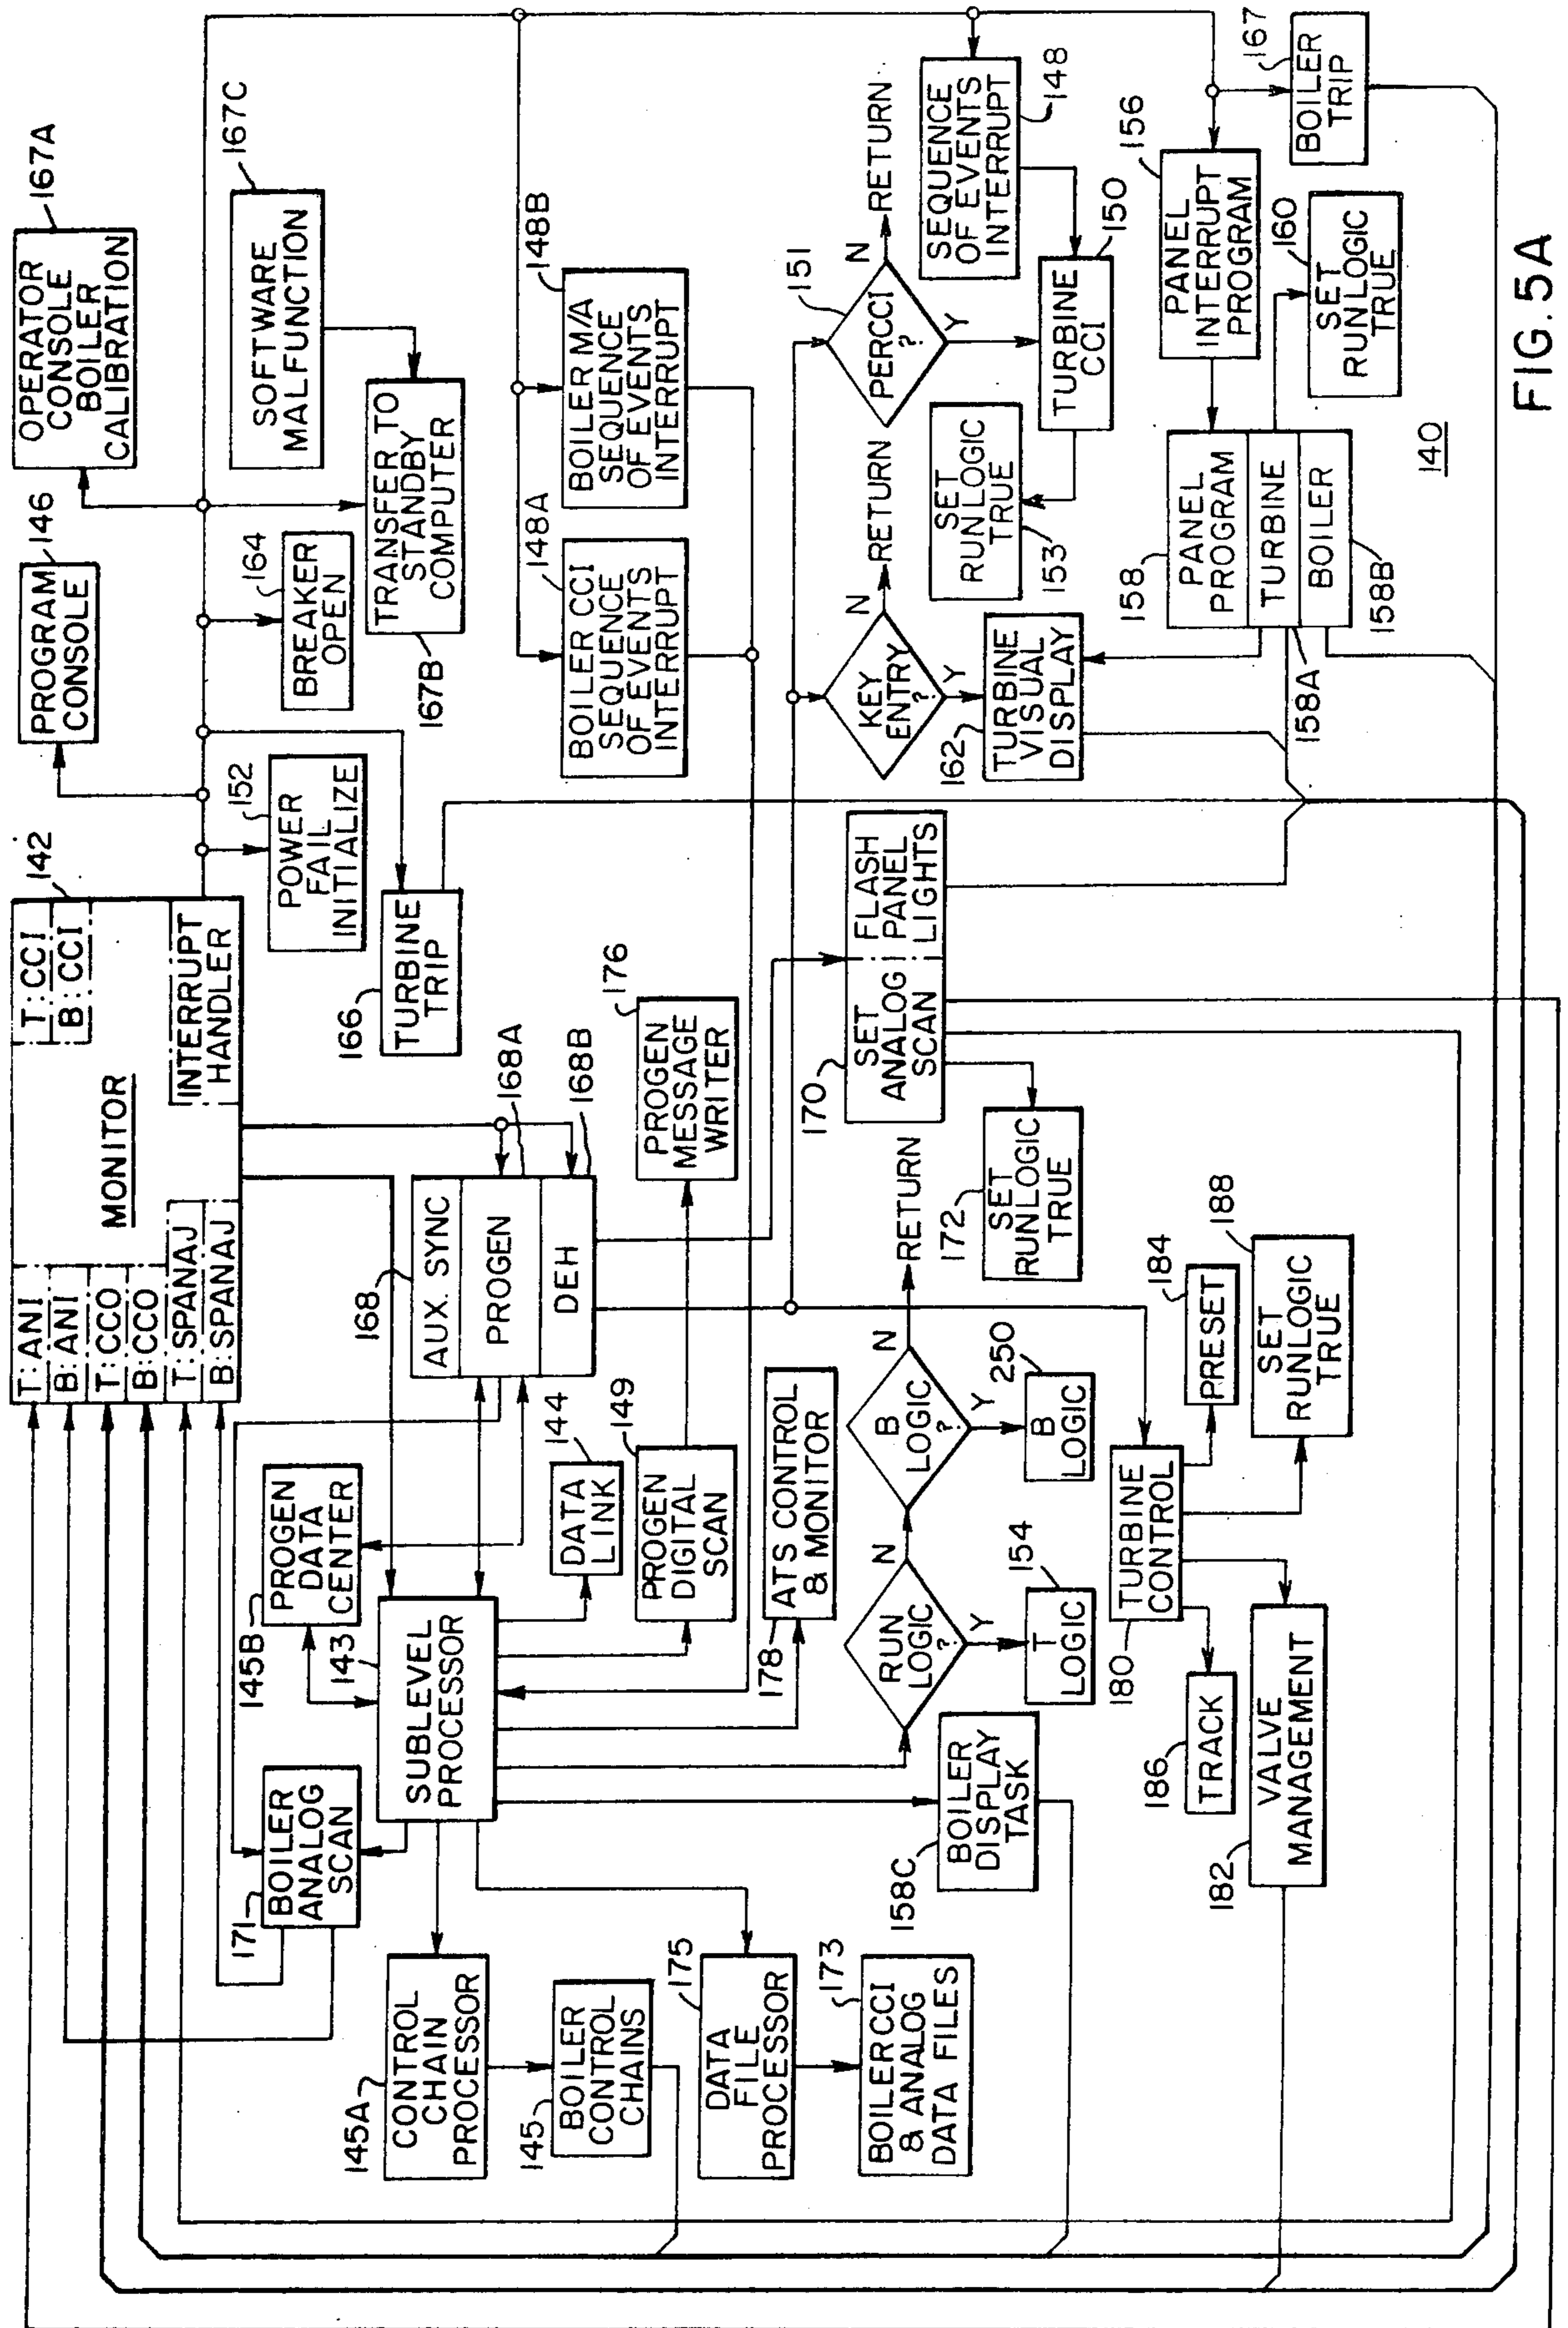 T: ANI
B: ANI
T: CCO
B: CCO
T: SPANAJ
B: SPANAJ
MONITOR
T: CCI
B: CCI
INTERRUPT
HANDLER
142
PROGRAM
CONSOLE
146
OPERATOR
CONSOLE
BOILER
CALIBRATION
167A
POWER
FAIL
INITIALIZE
152
BREAKER
OPEN
164
SOFTWARE
MALFUNCTION
167C
TRANSFER TO
STANDBY
COMPUTER
167B
TURBINE
TRIP
166
171
BOILER
ANALOG
SCAN
145B
PROGEN
DATA
CENTER
143
SUBLEVEL
PROCESSOR
168
AUX. SYNC
PROGEN
DEH
168A
168B
145A
CONTROL
CHAIN
PROCESSOR
145
BOILER
CONTROL
CHAINS
DATA
LINK
144
PROGEN
DIGITAL
SCAN
149
PROGEN
MESSAGE
WRITER
176
BOILER CCI
SEQUENCE
OF EVENTS
INTERRUPT
148A
BOILER M/A
SEQUENCE
OF EVENTS
INTERRUPT
148B
175
DATA
FILE
PROCESSOR
173
BOILER CCI
& ANALOG
DATA FILES
178
ATS CONTROL
& MONITOR
RUN
LOGIC
?
N
Y
B
LOGIC
?
N
RETURN
Y
T
LOGIC
154
B
LOGIC
250
158C
BOILER
DISPLAY
TASK
170
SET
ANALOG
SCAN
FLASH
PANEL
LIGHTS
172
SET
RUNLOGIC
TRUE
KEY
ENTRY
?
N
RETURN
Y
162
TURBINE
VISUAL
DISPLAY
151
PERCCI
?
N
RETURN
Y
SET
RUNLOGIC
TRUE
153
TURBINE
CCI
150
SEQUENCE
OF EVENTS
INTERRUPT
148
180
TURBINE
CONTROL
184
PRESET
188
SET
RUNLOGIC
TRUE
186
TRACK
182
VALVE
MANAGEMENT
158
PANEL
PROGRAM
TURBINE
BOILER
158A
158B
PANEL
INTERRUPT
PROGRAM
156
160
SET
RUNLOGIC
TRUE
BOILER
TRIP
167
140
FIG. 5A